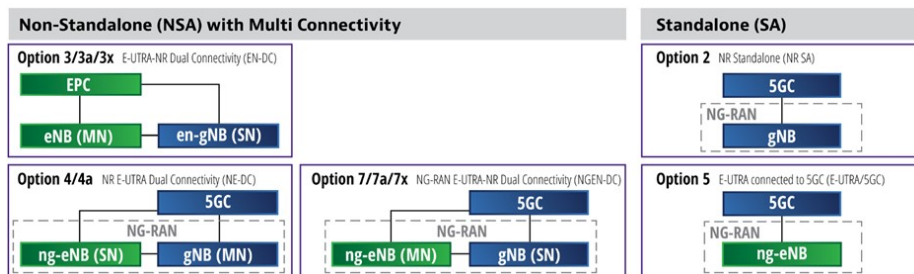 Non-Standalone (NSA) with Multi Connectivity
Standalone (SA)
Option 3/3a/3x E-UTRA-NR Dual Connectivity (EN-DC)
EPC
eNB (MN)
en-gNB (SN)
Option 2 NR Standalone (NR SA)
5GC
NG-RAN
gNB
Option 4/4a NR E-UTRA Dual Connectivity (NE-DC)
5GC
NG-RAN
ng-eNB (SN)
gNB (MN)
Option 7/7a/7x NG-RAN E-UTRA-NR Dual Connectivity (NGEN-DC)
5GC
NG-RAN
ng-eNB (MN)
gNB (SN)
Option 5 E-UTRA connected to 5GC (E-UTRA/5GC)
5GC
NG-RAN
ng-eNB